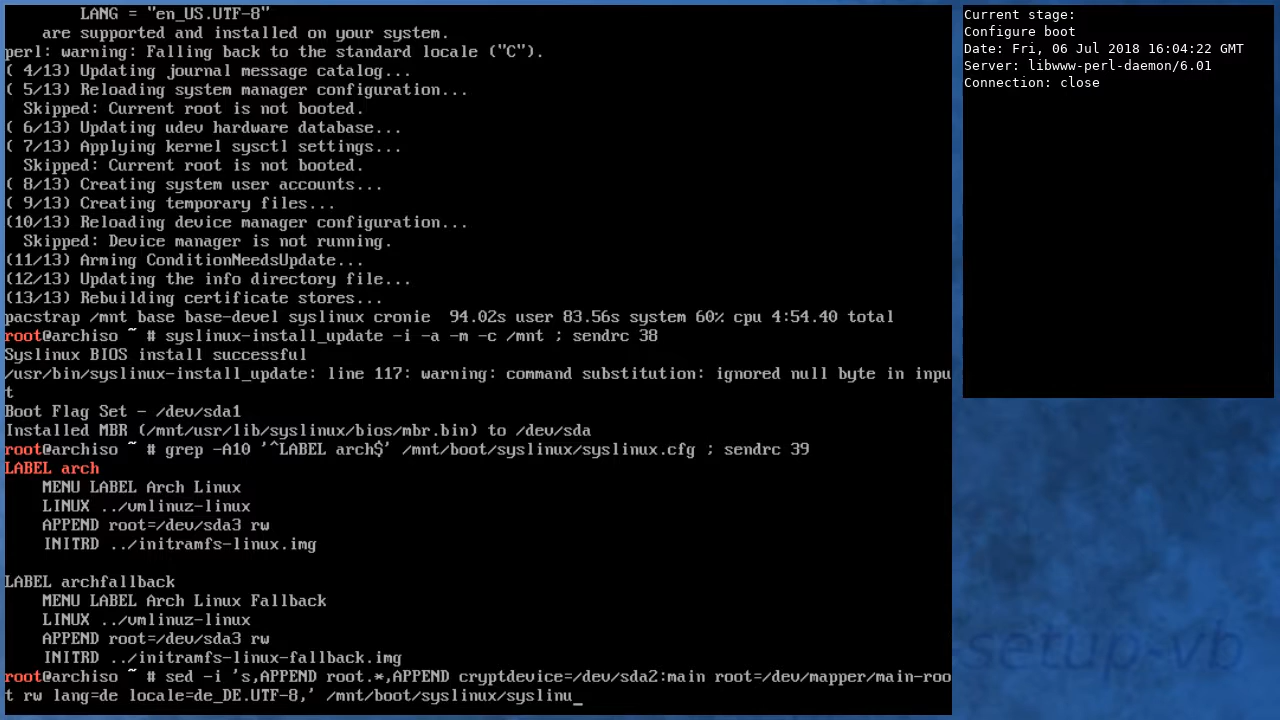 LANG = "en_US.UTF-8"
are supported and installed on your system.
perl: warning: Falling back to the standard locale ("C").
( 4/13) Updating journal message catalog...
( 5/13) Reloading system manager configuration...
Skipped: Current root is not booted.
( 6/13) Updating udev hardware database...
( 7/13) Applying kernel sysctl settings...
Skipped: Current root is not booted.
( 8/13) Creating system user accounts...
( 9/13) Creating temporary files...
(10/13) Reloading device manager configuration...
Skipped: Device manager is not running.
(11/13) Arming ConditionNeedsUpdate...
(12/13) Updating the info directory file...
(13/13) Rebuilding certificate stores...
pacstrap /mnt base base-devel syslinux cronie  94.02s user 83.56s system 60% cpu 4:54.40 total
root@archiso ~ # syslinux-install_update -i -a -m -c /mnt ; sendrc 38
Syslinux BIOS install successful
/usr/bin/syslinux-install_update: line 117: warning: command substitution: ignored null byte in inpu
t
Boot Flag Set - /dev/sda1
Installed MBR (/mnt/usr/lib/syslinux/bios/mbr.bin) to /dev/sda
root@archiso ~ # grep -A10 '^LABEL arch$' /mnt/boot/syslinux/syslinux.cfg ; sendrc 39
LABEL arch
MENU LABEL Arch Linux
LINUX ../vmlinuz-linux
APPEND root=/dev/sda3 rw
INITRD ../initramfs-linux.img
LABEL archfallback
MENU LABEL Arch Linux Fallback
LINUX ../vmlinuz-linux
APPEND root=/dev/sda3 rw
INITRD ../initramfs-linux-fallback.img
root@archiso ~ # sed -i 's,APPEND root.*,APPEND cryptdevice=/dev/sda2:main root=/dev/mapper/main-roo
t rw lang=de locale=de_DE.UTF-8,' /mnt/boot/syslinux/syslinu_
Current stage:
Configure boot
Date: Fri, 06 Jul 2018 16:04:22 GMT
Server: libwww-perl-daemon/6.01
Connection: close
setup-vb